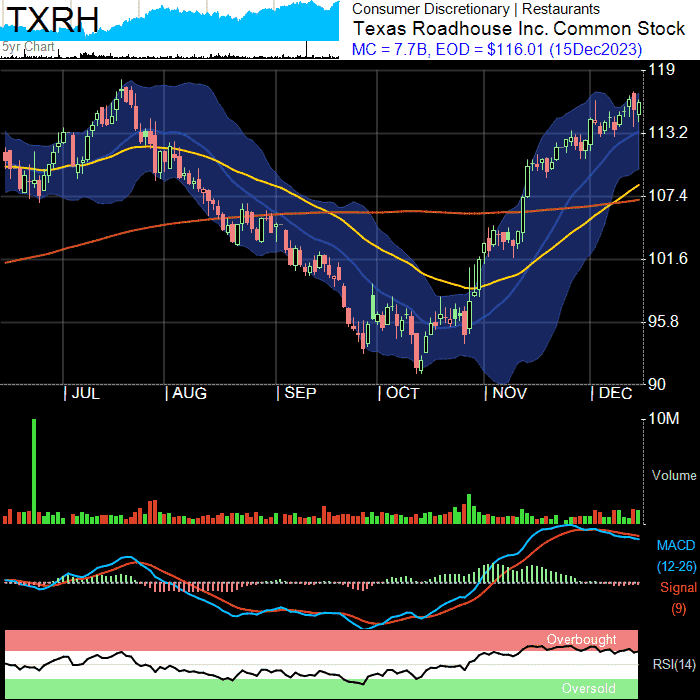 TXRH
5yr Chart
Consumer Discretionary | Restaurants
Texas Roadhouse Inc. Common Stock
MC = 7.7B, EOD = $116.01 (15Dec2023)
119
113.2
107.4
101.6
95.8
90
| JUL | AUG | SEP | OCT | NOV | DEC
10M
Volume
MACD
(12-26)
Signal
(9)
Overbought
RSI(14)
Oversold